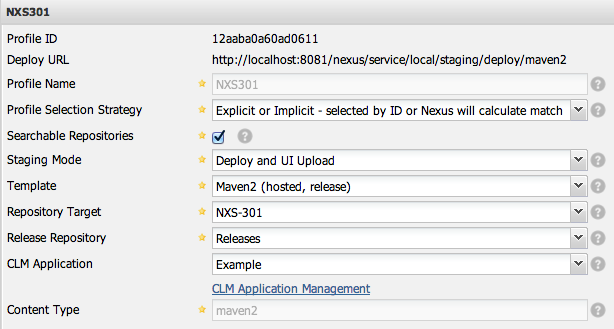 NXS301
Profile ID 12aaba0a60ad0611
Deploy URL http://localhost:8081/nexus/service/local/staging/deploy/maven2
Profile Name NXS301 ?
Profile Selection Strategy Explicit or Implicit - selected by ID or Nexus will calculate match ?
Searchable Repositories ?
Staging Mode Deploy and UI Upload ?
Template Maven2 (hosted, release) ?
Repository Target NXS-301 ?
Release Repository Releases ?
CLM Application Example ?
CLM Application Management
Content Type maven2 ?